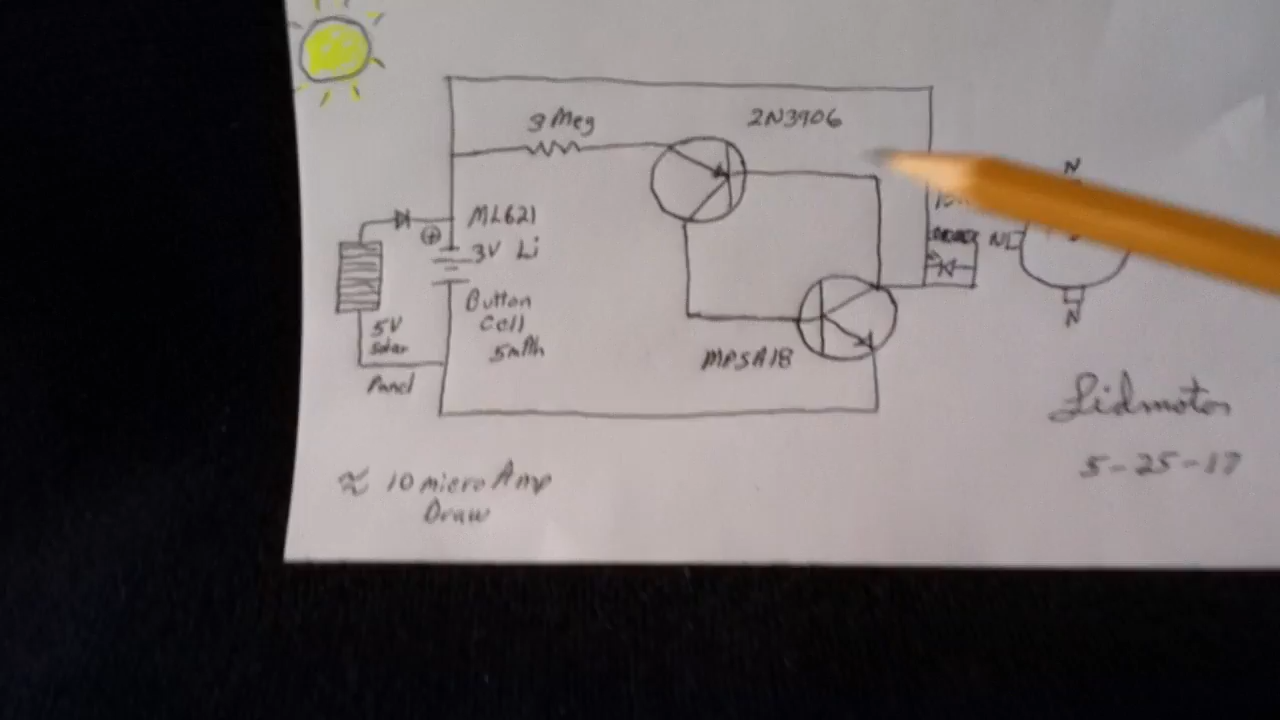 3 Meg
2N3906
N
ML621
3V Li
N
Button
Cell
5mAh
5V
Solar
Panel
MPSA18
N
Lidmotor
5-25-17
≈ 10 micro Amp
Draw